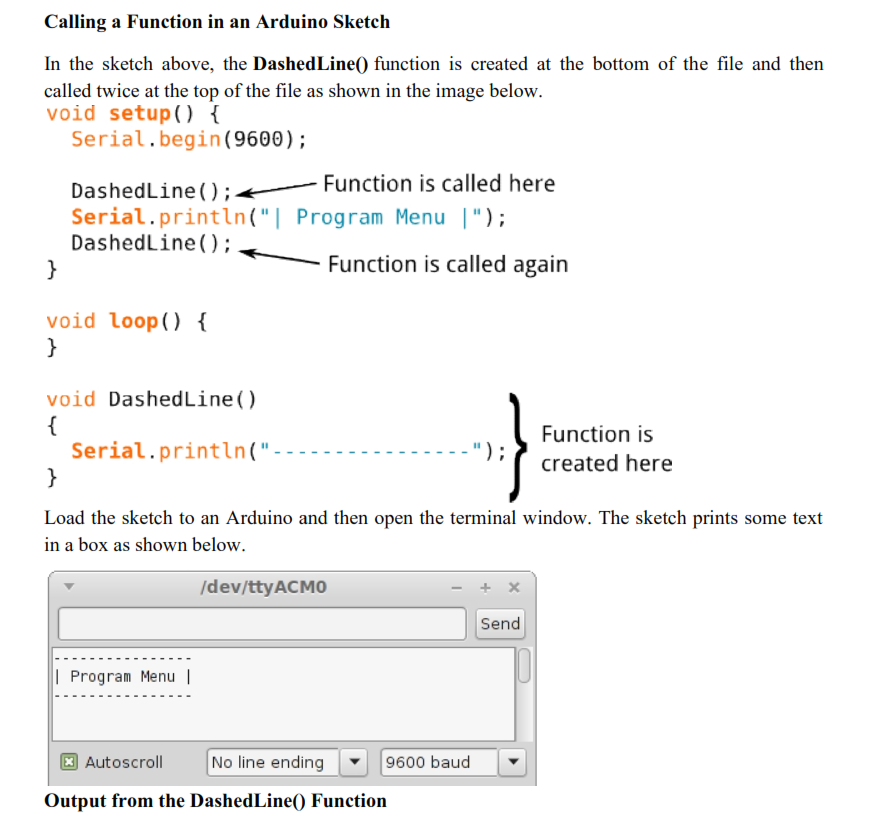 Calling a Function in an Arduino Sketch
In the sketch above, the DashedLine() function is created at the bottom of the file and then
called twice at the top of the file as shown in the image below.
void setup() {
Serial.begin(9600);
DashedLine(); Function is called here
Serial.println("| Program Menu |");
DashedLine();
Function is called again
}
void loop() {
}
void DashedLine()
{
Function is
Serial.println("----------------");
created here
}
Load the sketch to an Arduino and then open the terminal window. The sketch prints some text
in a box as shown below.
/dev/ttyACM0
Send
----------------
| Program Menu |
----------------
Autoscroll No line ending 9600 baud
Output from the DashedLine() Function